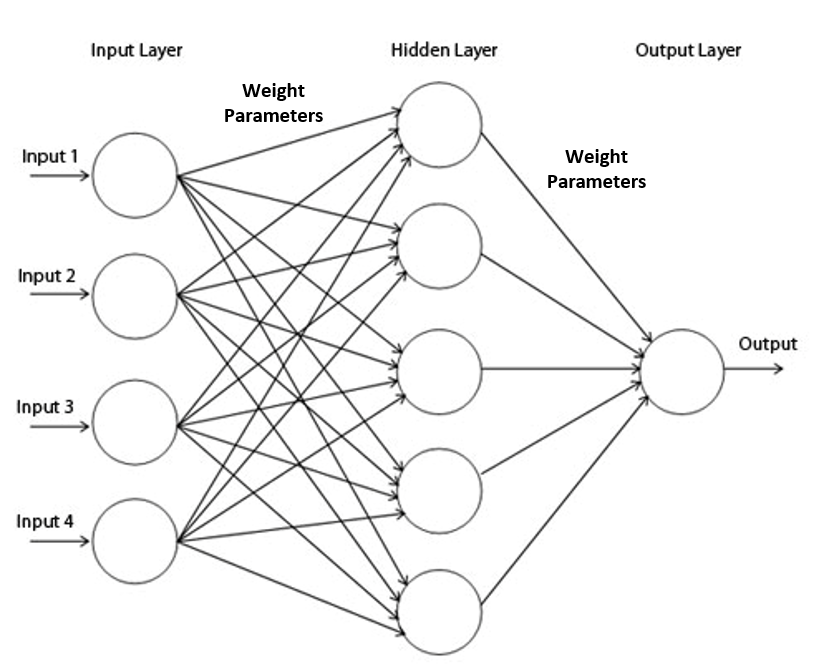 Input Layer
Hidden Layer
Output Layer
Weight
Parameters
Weight
Parameters
Input 1
Input 2
Input 3
Input 4
Output